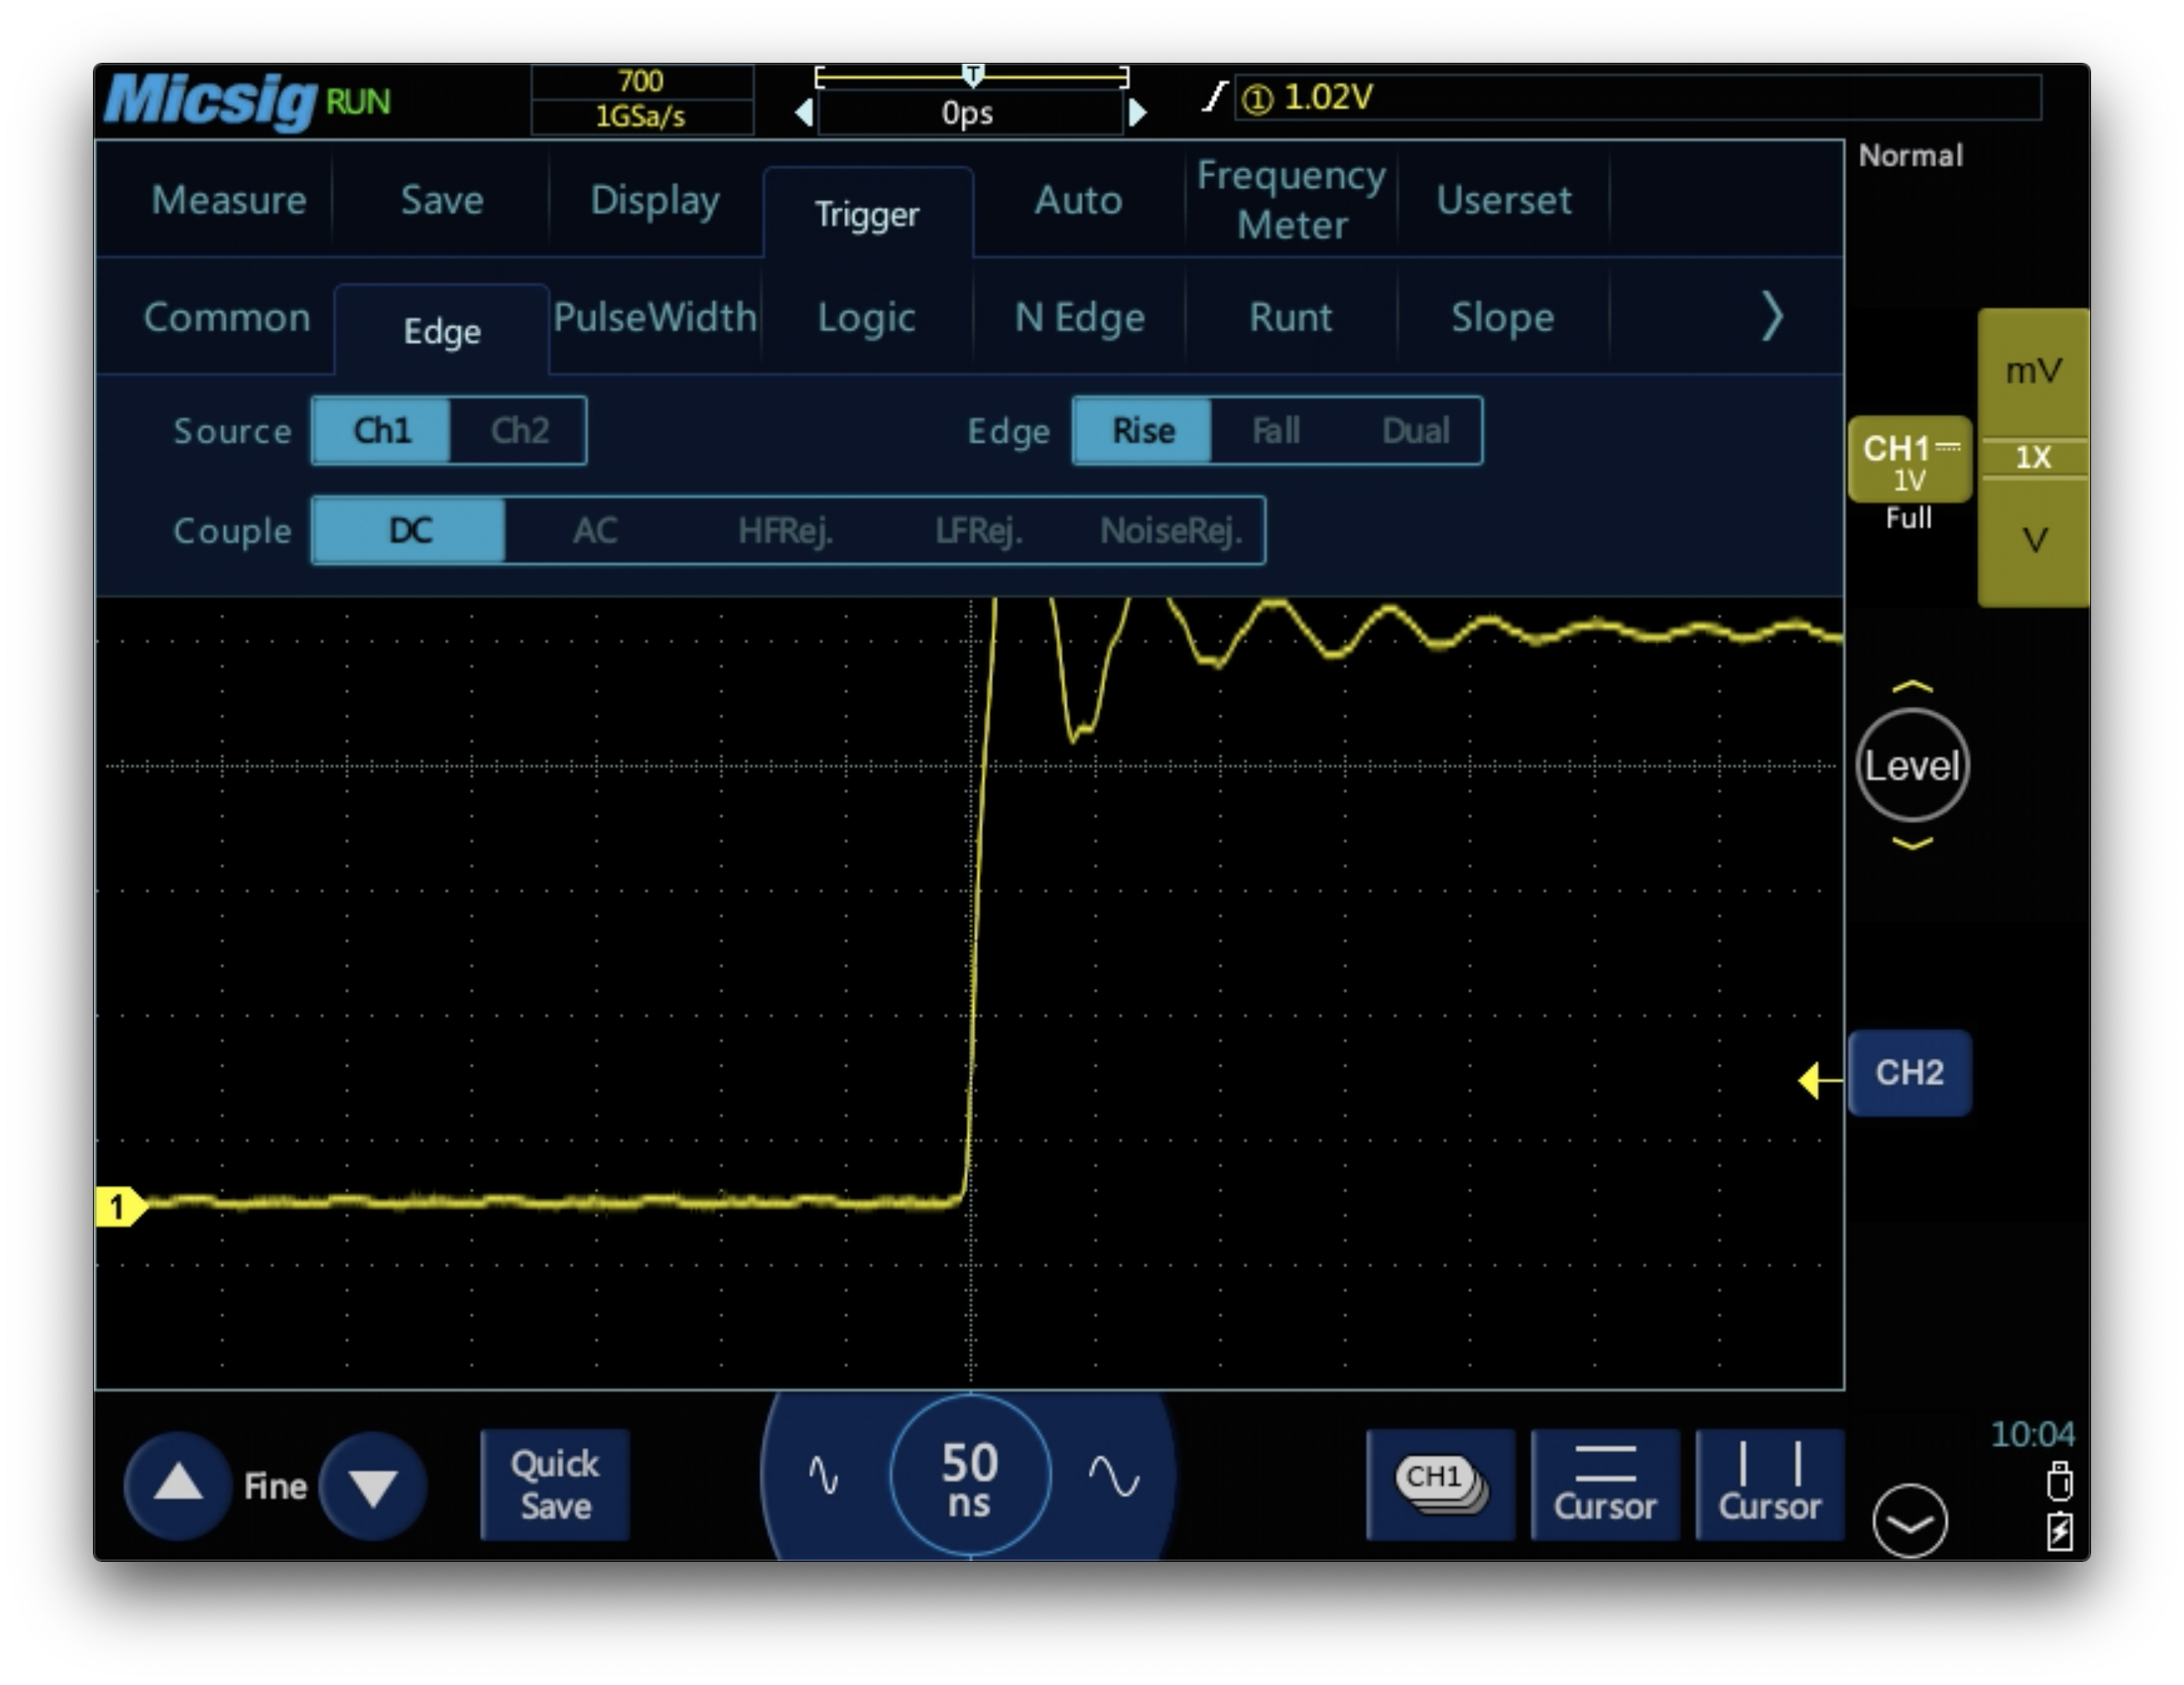 Micsig RUN
700
1GSa/s
T
0ps
① 1.02V
Normal
Measure Save Display Trigger Auto Frequency Meter Userset
Common Edge PulseWidth Logic N Edge Runt Slope
Source Ch1 Ch2 Edge Rise Fall Dual
Couple DC AC HFRej. LFRej. NoiseRej.
mV
CH1
1V
Full
1X
V
Level
CH2
1
Fine
Quick
Save
50
ns
CH1
Cursor
Cursor
10:04